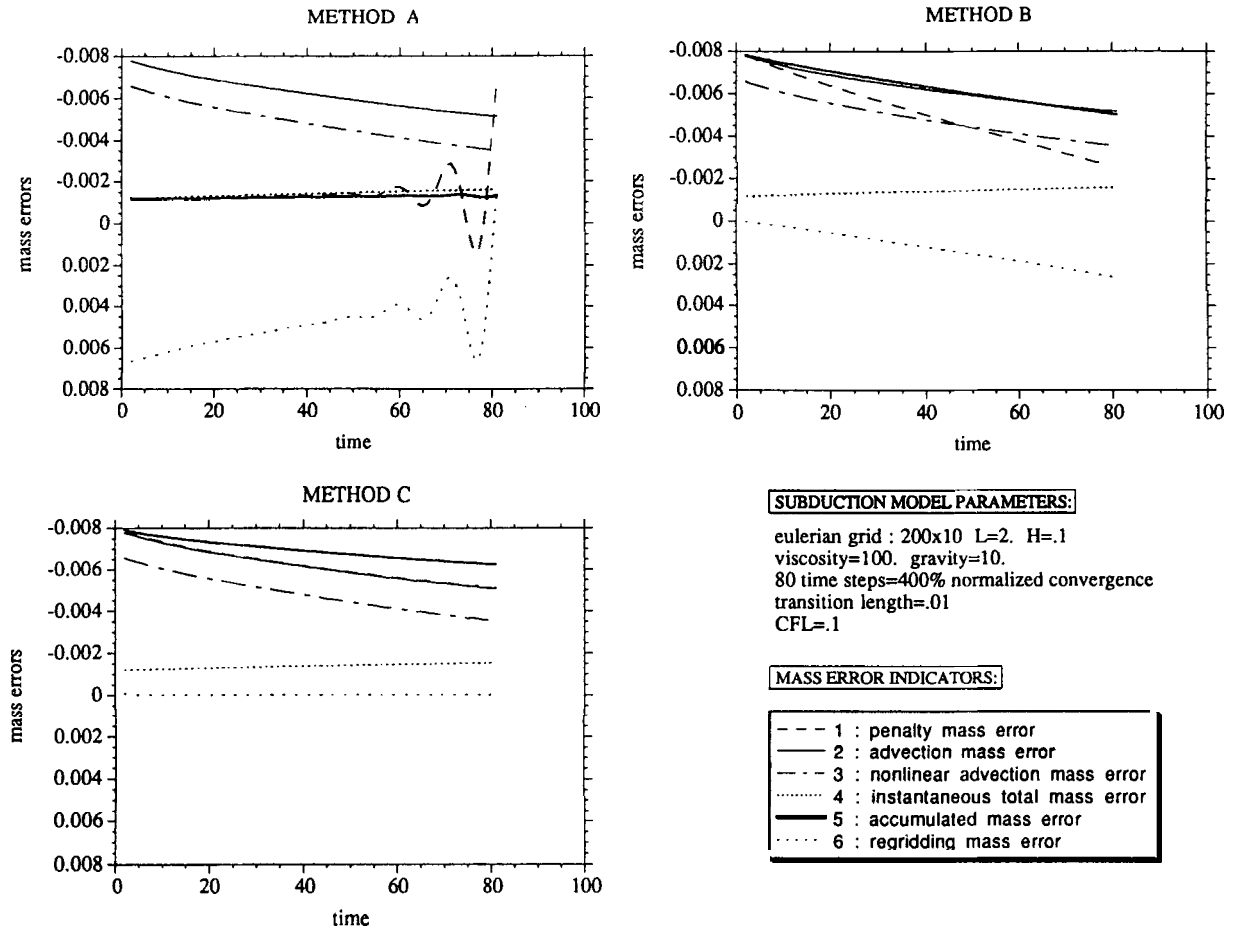 METHOD A
-0.008
-0.006
-0.004
-0.002
0
0.002
0.004
0.006
0.008
mass errors
0 20 40 60 80 100
time
METHOD B
-0.008
-0.006
-0.004
-0.002
0
0.002
0.004
0.006
0.008
mass errors
0 20 40 60 80 100
time
METHOD C
-0.008
-0.006
-0.004
-0.002
0
0.002
0.004
0.006
0.008
mass errors
0 20 40 60 80 100
time
SUBDUCTION MODEL PARAMETERS:
eulerian grid : 200x10 L=2. H=.1
viscosity=100. gravity=10.
80 time steps=400% normalized convergence
transition length=.01
CFL=.1
MASS ERROR INDICATORS:
1 : penalty mass error
2 : advection mass error
3 : nonlinear advection mass error
4 : instantaneous total mass error
5 : accumulated mass error
6 : regridding mass error